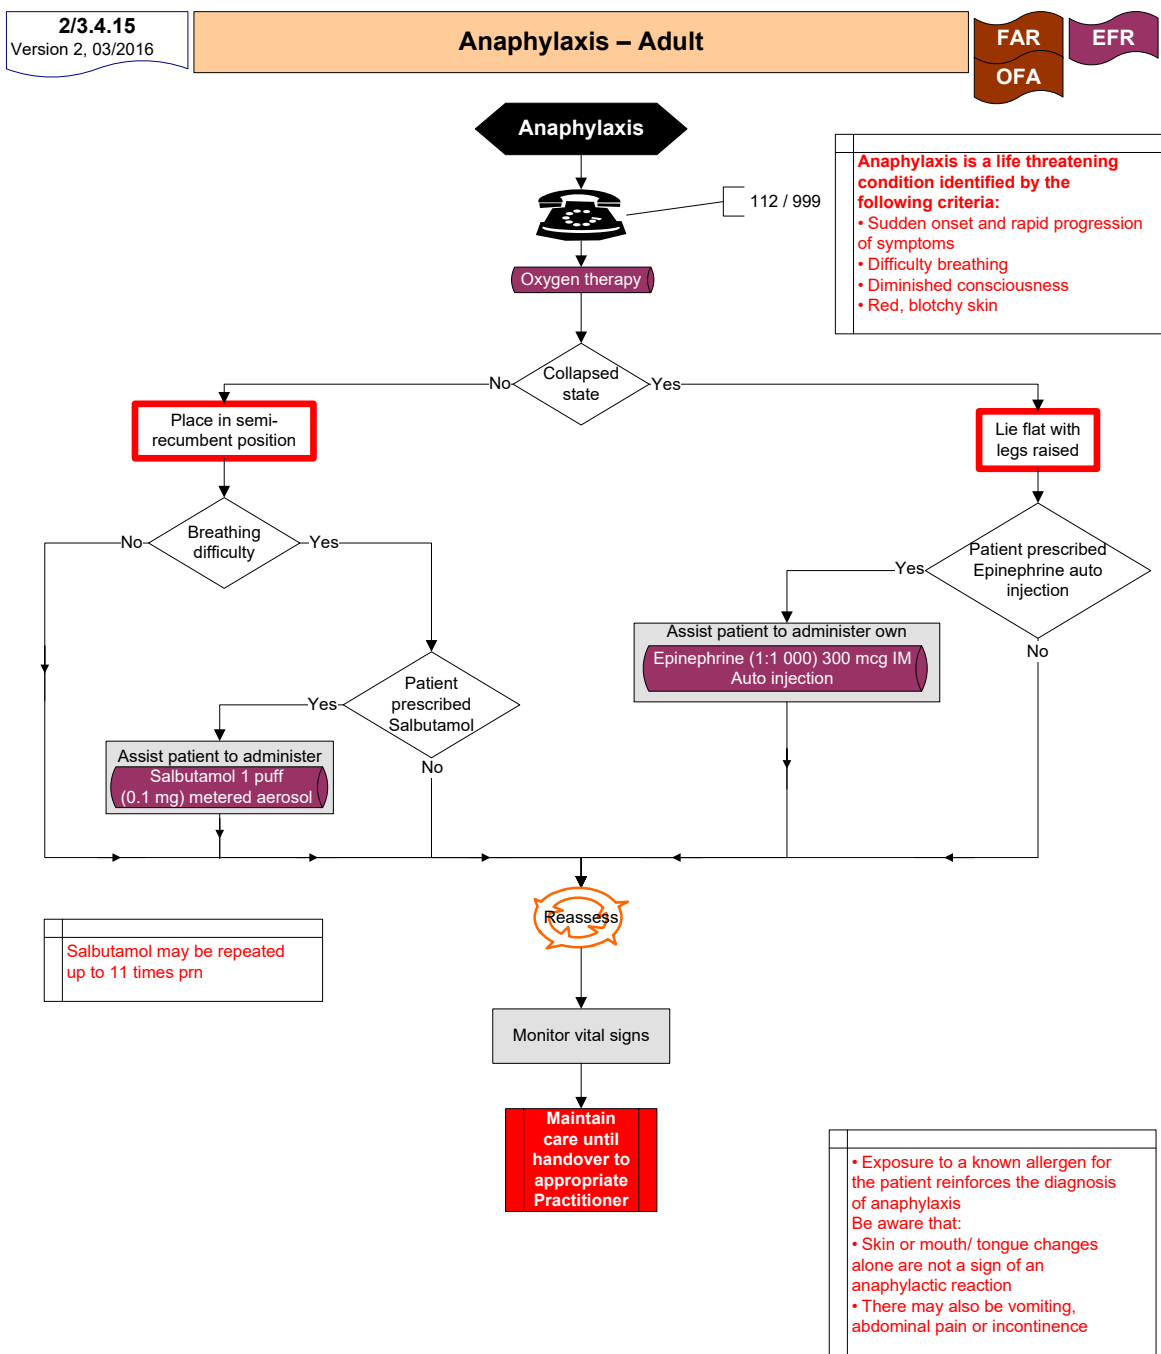 2/3.4.15
Version 2, 03/2016
Anaphylaxis – Adult
FAR
EFR
OFA
Anaphylaxis
112 / 999
Anaphylaxis is a life threatening
condition identified by the
following criteria:
• Sudden onset and rapid progression
of symptoms
• Difficulty breathing
• Diminished consciousness
• Red, blotchy skin
Oxygen therapy
Collapsed
state
No
Yes
Place in semi-
recumbent position
Lie flat with
legs raised
Breathing
difficulty
No
Yes
Patient prescribed
Epinephrine auto
injection
Yes
No
Assist patient to administer own
Epinephrine (1:1 000) 300 mcg IM
Auto injection
Patient
prescribed
Salbutamol
Yes
No
Assist patient to administer
Salbutamol 1 puff
(0.1 mg) metered aerosol
Reassess
Salbutamol may be repeated
up to 11 times prn
Monitor vital signs
Maintain
care until
handover to
appropriate
Practitioner
• Exposure to a known allergen for
the patient reinforces the diagnosis
of anaphylaxis
Be aware that:
• Skin or mouth/ tongue changes
alone are not a sign of an
anaphylactic reaction
• There may also be vomiting,
abdominal pain or incontinence